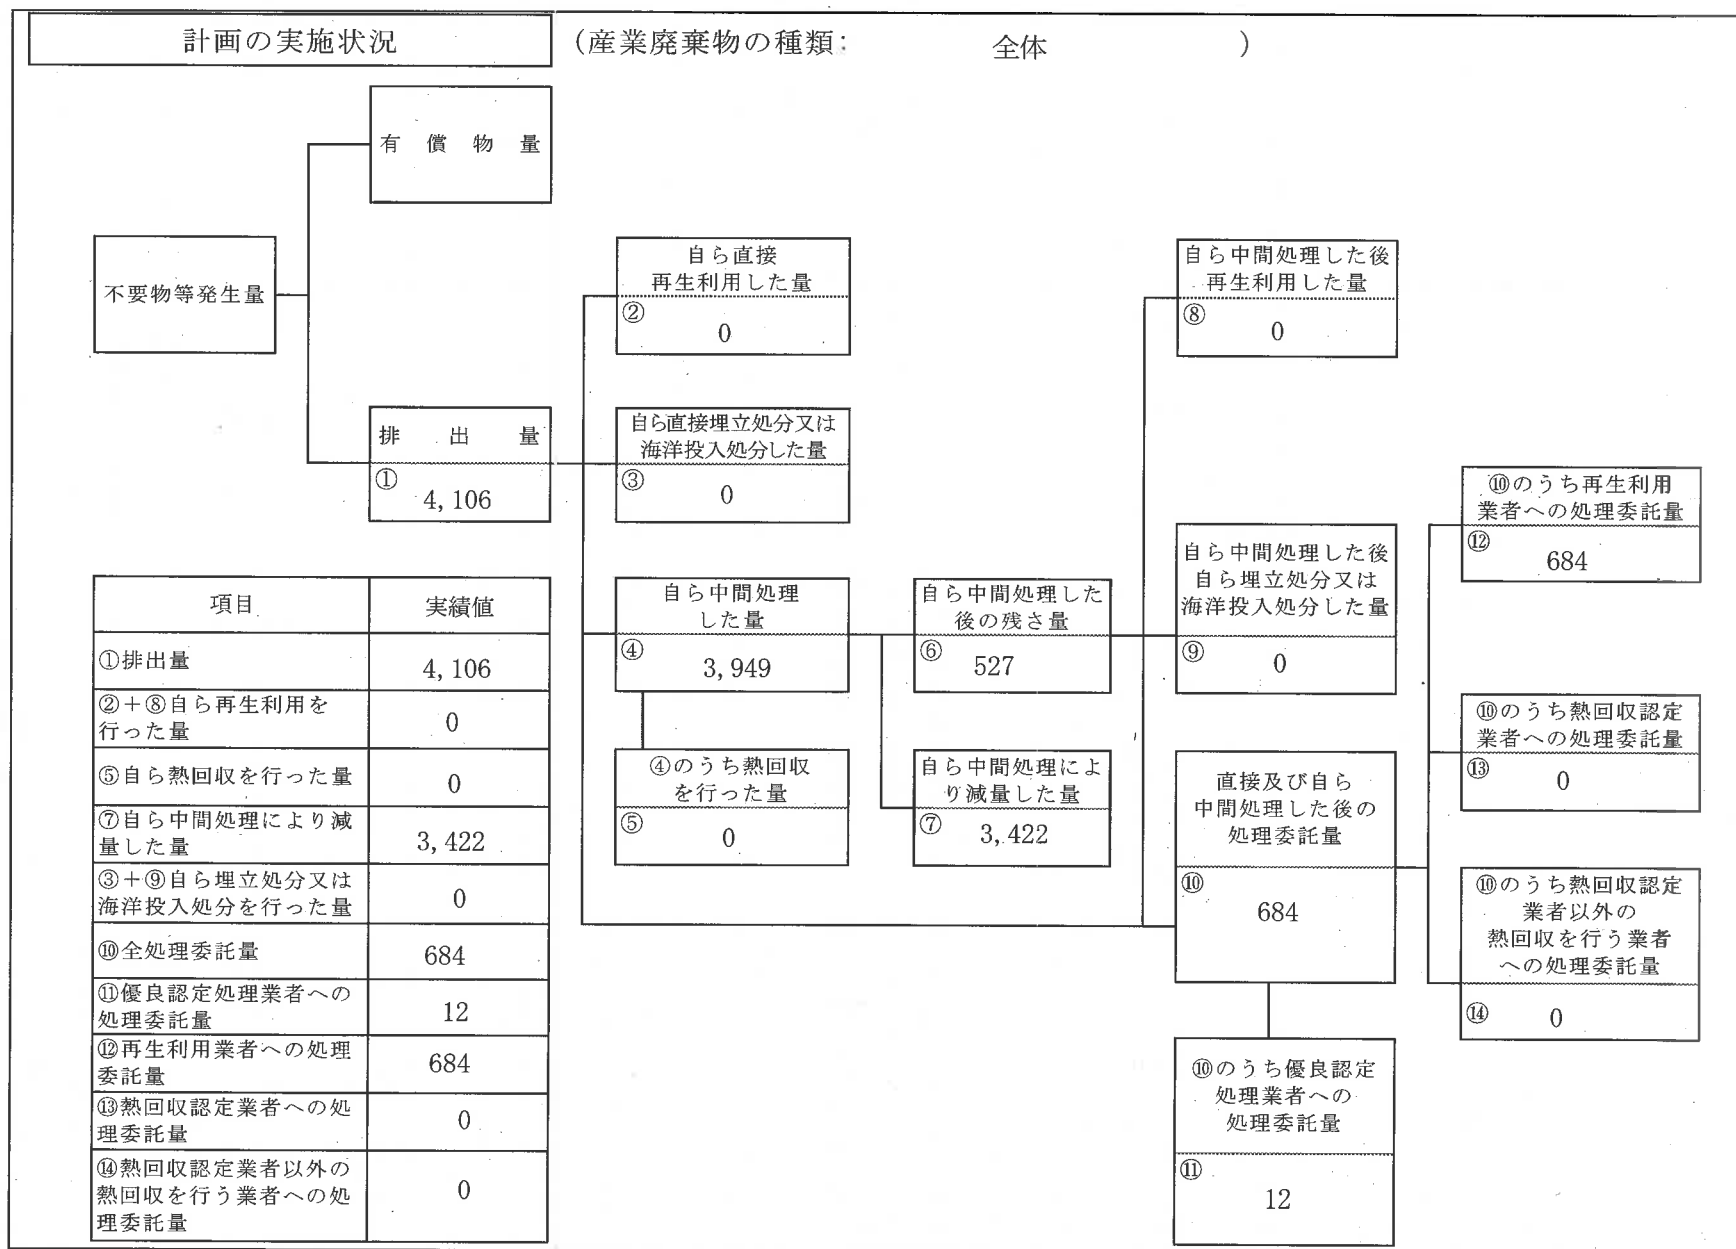 計画の実施状況
(産業廃棄物の種類: 全体 )
有償物量
不要物等発生量
排出量
①
4,106
自ら直接
再生利用した量
②
0
自ら直接埋立処分又は
海洋投入処分した量
③
0
自ら中間処理
した量
④
3,949
④のうち熱回収
を行った量
⑤
0
自ら中間処理した
後の残さ量
⑥
527
自ら中間処理によ
り減量した量
⑦
3,422
自ら中間処理した後
再生利用した量
⑧
0
自ら中間処理した後
自ら埋立処分又は
海洋投入処分した量
⑨
0
直接及び自ら
中間処理した後の
処理委託量
⑩
684
⑩のうち優良認定
処理業者への
処理委託量
⑪
12
⑩のうち再生利用
業者への処理委託量
⑫
684
⑩のうち熱回収認定
業者への処理委託量
⑬
0
⑩のうち熱回収認定
業者以外の
熱回収を行う業者
への処理委託量
⑭
0
項目 実績値
①排出量 4,106
②+⑧自ら再生利用を
行った量 0
⑤自ら熱回収を行った量 0
⑦自ら中間処理により減
量した量 3,422
③+⑨自ら埋立処分又は
海洋投入処分を行った量 0
⑩全処理委託量 684
⑪優良認定処理業者への
処理委託量 12
⑫再生利用業者への処理
委託量 684
⑬熱回収認定業者への処
理委託量 0
⑭熱回収認定業者以外の
熱回収を行う業者への処
理委託量 0